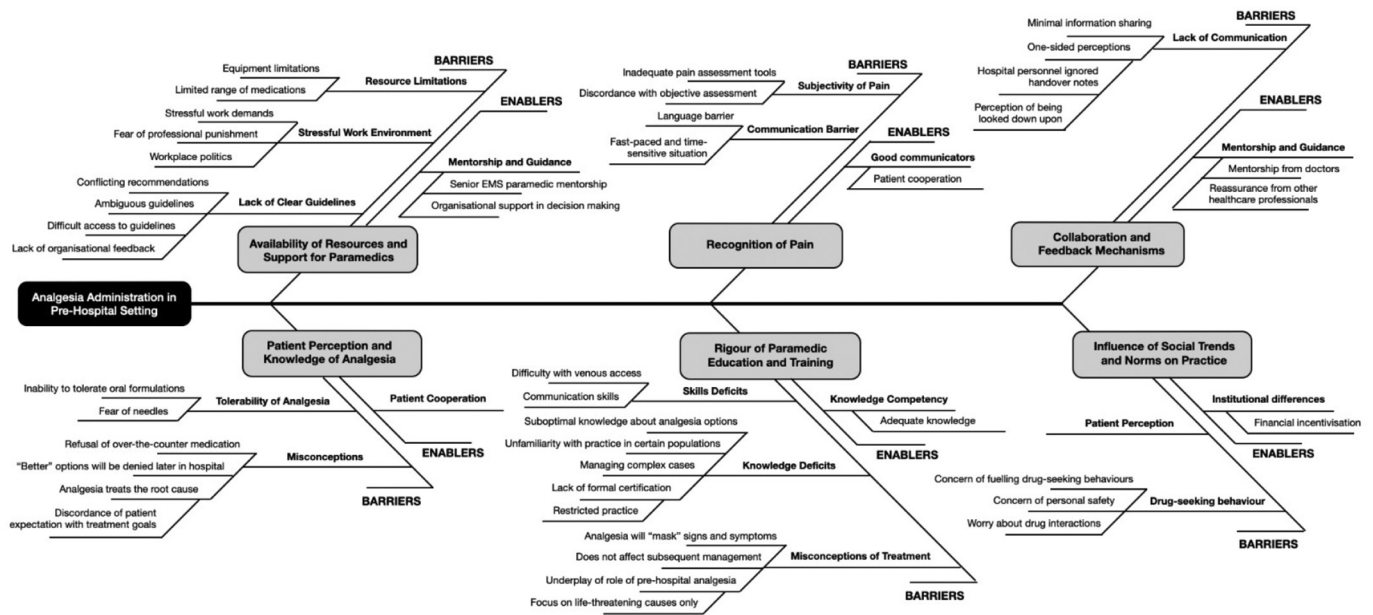 BARRIERS
Equipment limitations
Resource Limitations
Limited range of medications
ENABLERS
Stressful work demands
Fear of professional punishment
Stressful Work Environment
Workplace politics
Mentorship and Guidance
Conflicting recommendations
Senior EMS paramedic mentorship
Ambiguous guidelines
Lack of Clear Guidelines
Organisational support in decision making
Difficult access to guidelines
Lack of organisational feedback
Availability of Resources and
Support for Paramedics
BARRIERS
Inadequate pain assessment tools
Subjectivity of Pain
Discordance with objective assessment
Language barrier
Communication Barrier
ENABLERS
Fast-paced and time-
sensitive situation
Good communicators
Patient cooperation
Recognition of Pain
BARRIERS
Minimal information sharing
Lack of Communication
One-sided perceptions
Hospital personnel ignored
handover notes
ENABLERS
Perception of being
looked down upon
Mentorship and Guidance
Mentorship from doctors
Reassurance from other
healthcare professionals
Collaboration and
Feedback Mechanisms
Analgesia Administration in
Pre-Hospital Setting
Patient Perception and
Knowledge of Analgesia
Inability to tolerate oral formulations
Tolerability of Analgesia
Patient Cooperation
Fear of needles
Refusal of over-the-counter medication
ENABLERS
Misconceptions
“Better” options will be denied later in hospital
Analgesia treats the root cause
BARRIERS
Discordance of patient
expectation with treatment goals
Rigour of Paramedic
Education and Training
Difficulty with venous access
Skills Deficits
Communication skills
Knowledge Competency
Adequate knowledge
Suboptimal knowledge about analgesia options
Unfamiliarity with practice in certain populations
ENABLERS
Managing complex cases
Knowledge Deficits
Lack of formal certification
Restricted practice
Analgesia will “mask” signs and symptoms
Does not affect subsequent management
Misconceptions of Treatment
Underplay of role of pre-hospital analgesia
BARRIERS
Focus on life-threatening causes only
Influence of Social Trends
and Norms on Practice
Institutional differences
Patient Perception
Financial incentivisation
ENABLERS
Concern of fuelling drug-seeking behaviours
Concern of personal safety
Drug-seeking behaviour
Worry about drug interactions
BARRIERS